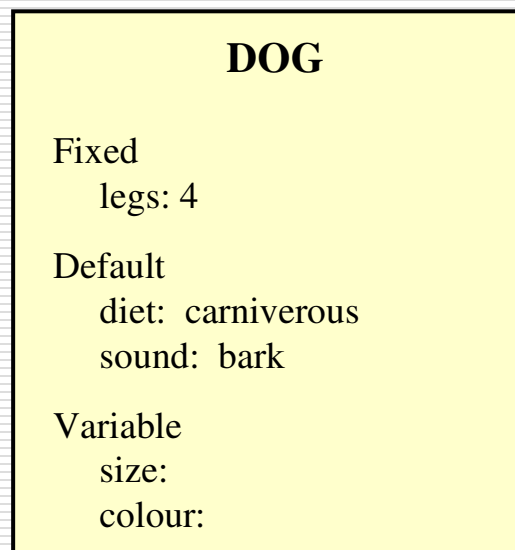 DOG
Fixed
legs: 4
Default
diet: carniverous
sound: bark
Variable
size:
colour: